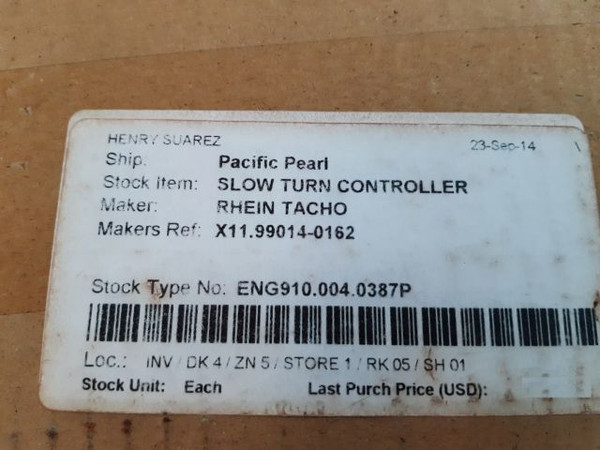 HENRY SUAREZ 23-Sep-14
Ship: Pacific Pearl
Stock Item: SLOW TURN CONTROLLER
Maker: RHEIN TACHO
Makers Ref: X11.99014-0162
Stock Type No: ENG910.004.0387P
Loc.: INV / DK 4 / ZN 5 / STORE 1 / RK 05 / SH 01
Stock Unit: Each Last Purch Price (USD):